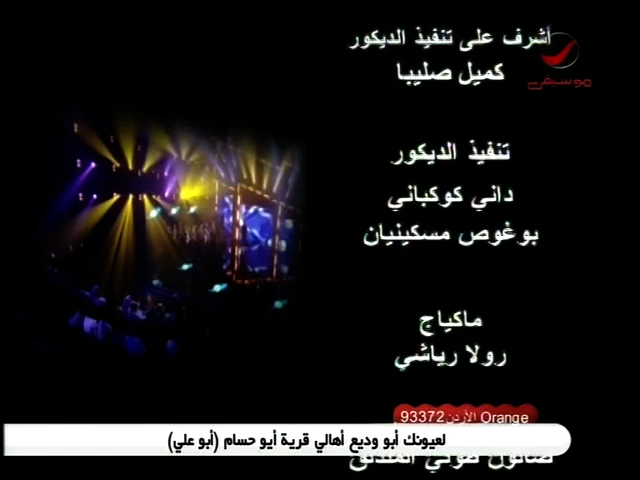 أشرف على تنفيذ الديكور
كميل صليبا
موسيقى
تنفيذ الديكور
داني كوكباني
بوغوص مسكينيان
ماكياج
رولا رياشي
Orange الأردن 93372
لعيونك أبو وديع أهالي قرية أيو حسام (أبو علي)